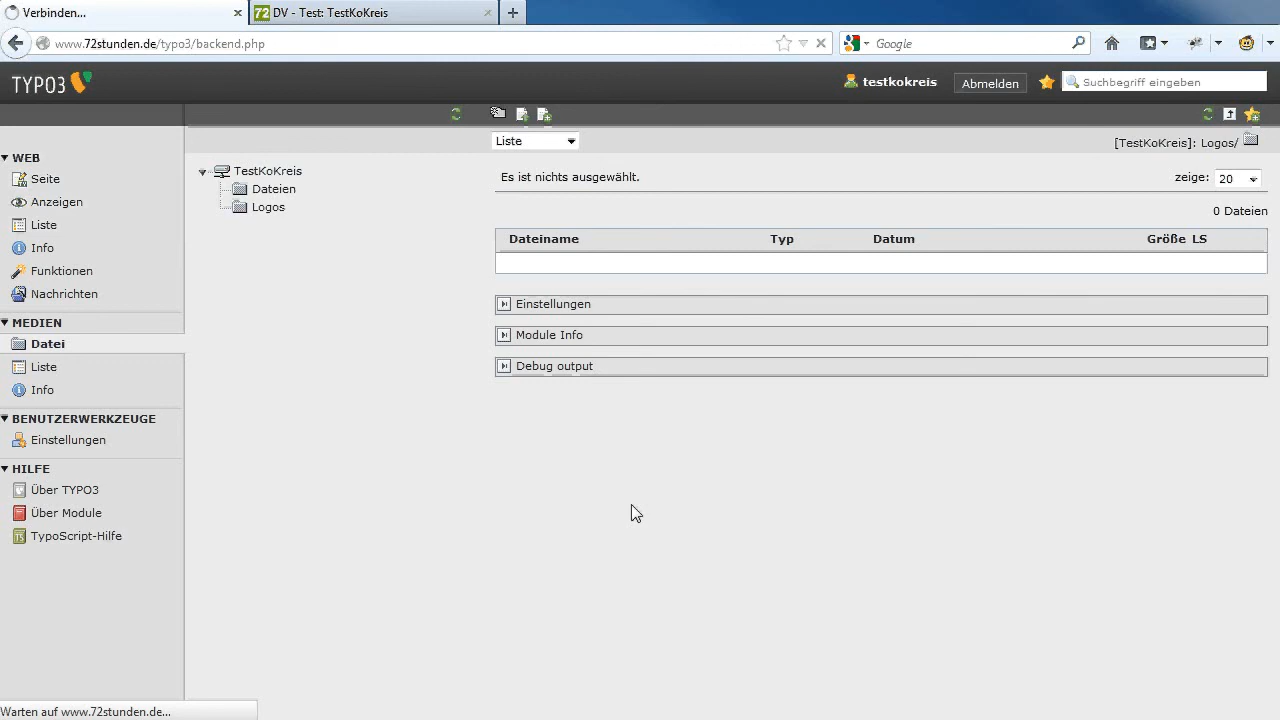 Verbinden...
72 DV - Test: TestKoKreis
www.72stunden.de/typo3/backend.php
Google
TYPO3
testkokreis
Abmelden
Suchbegriff eingeben
Liste
[TestKoKreis]: Logos/
WEB
Seite
Anzeigen
Liste
Info
Funktionen
Nachrichten
MEDIEN
Datei
Liste
Info
BENUTZERWERKZEUGE
Einstellungen
HILFE
Über TYPO3
Über Module
TS TypoScript-Hilfe
TestKoKreis
Dateien
Logos
Es ist nichts ausgewählt.
zeige: 20
0 Dateien
Dateiname Typ Datum Größe LS
Einstellungen
Module Info
Debug output
Warten auf www.72stunden.de...